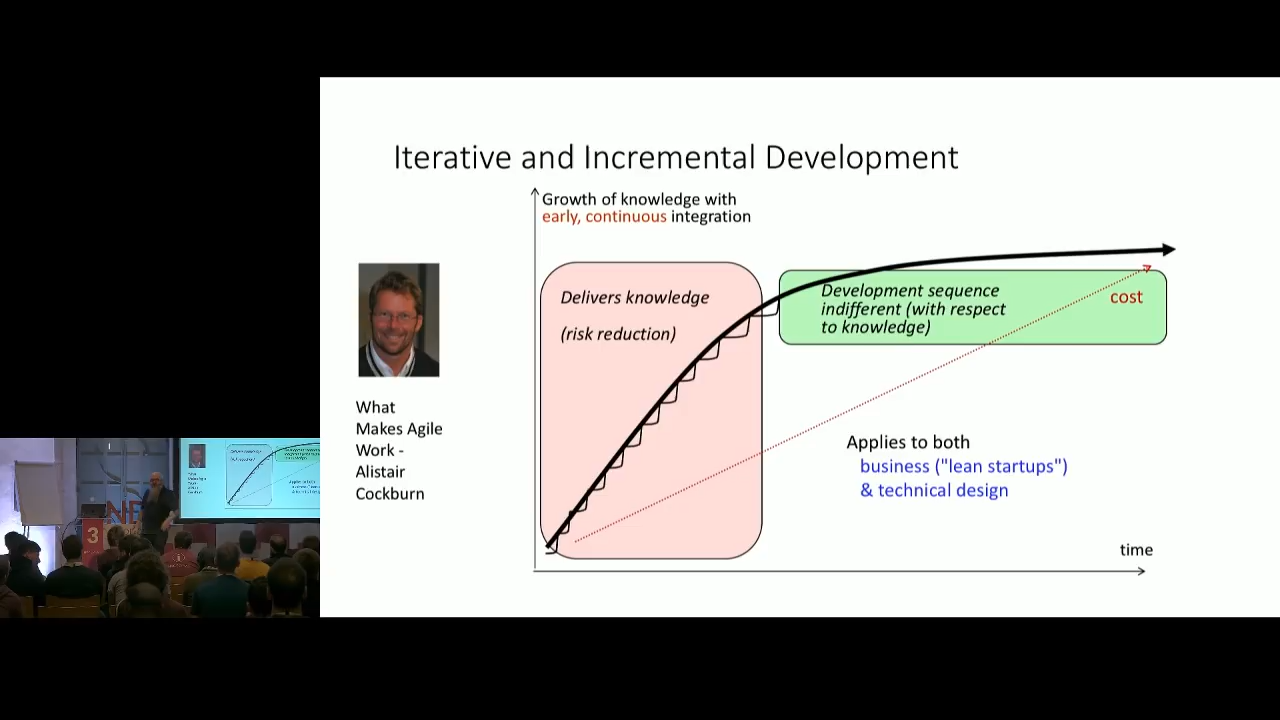 Iterative and Incremental Development
Growth of knowledge with
early, continuous integration
Delivers knowledge
(risk reduction)
Development sequence
indifferent (with respect
to knowledge)
cost
What
Makes Agile
Work -
Alistair
Cockburn
Applies to both
business ("lean startups")
& technical design
time
3